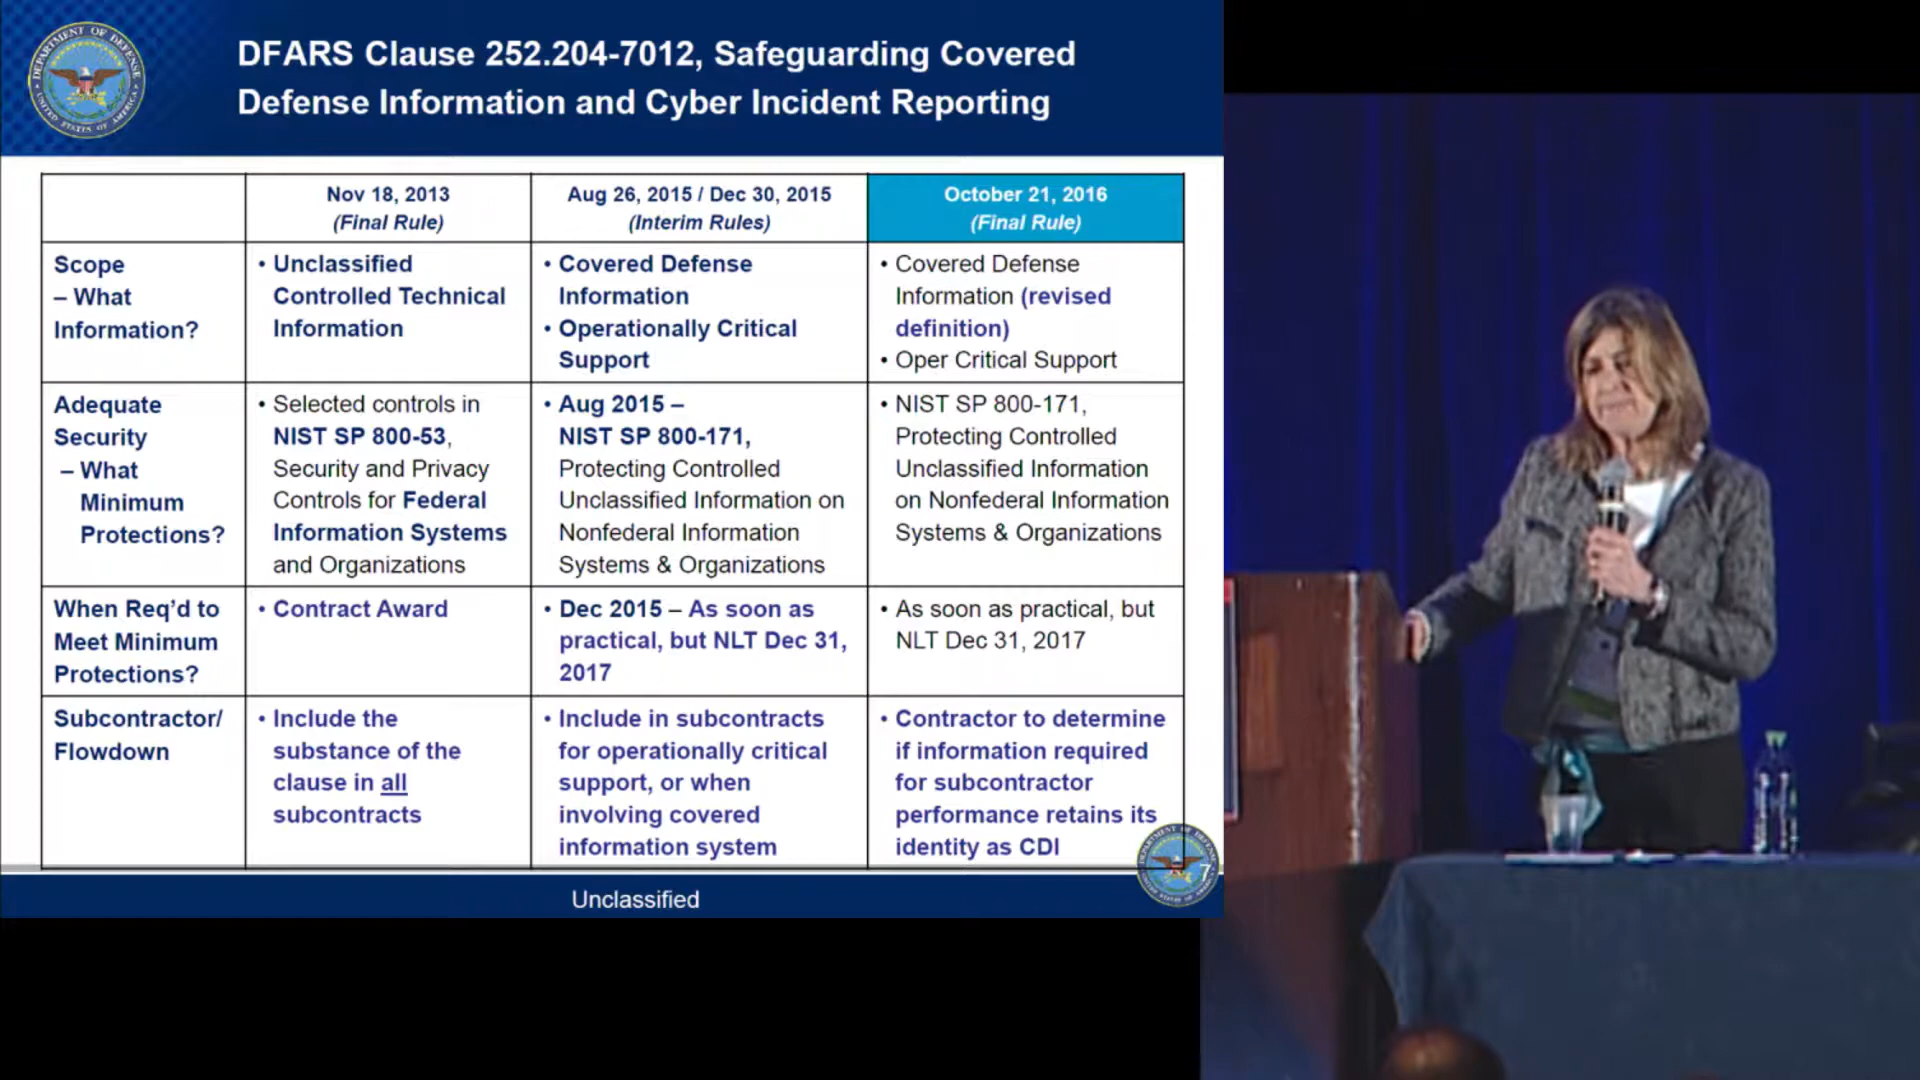 DFARS Clause 252.204-7012, Safeguarding Covered
Defense Information and Cyber Incident Reporting
DEPARTMENT OF DEFENSE
UNITED STATES OF AMERICA
Nov 18, 2013
(Final Rule)
Aug 26, 2015 / Dec 30, 2015
(Interim Rules)
October 21, 2016
(Final Rule)
Scope
– What
Information?
• Unclassified
Controlled Technical
Information
• Covered Defense
Information
• Operationally Critical
Support
• Covered Defense
Information (revised
definition)
• Oper Critical Support
Adequate
Security
– What
Minimum
Protections?
• Selected controls in
NIST SP 800-53,
Security and Privacy
Controls for Federal
Information Systems
and Organizations
• Aug 2015 –
NIST SP 800-171,
Protecting Controlled
Unclassified Information on
Nonfederal Information
Systems & Organizations
• NIST SP 800-171,
Protecting Controlled
Unclassified Information
on Nonfederal Information
Systems & Organizations
When Req'd to
Meet Minimum
Protections?
• Contract Award
• Dec 2015 – As soon as
practical, but NLT Dec 31,
2017
• As soon as practical, but
NLT Dec 31, 2017
Subcontractor/
Flowdown
• Include the
substance of the
clause in all
subcontracts
• Include in subcontracts
for operationally critical
support, or when
involving covered
information system
• Contractor to determine
if information required
for subcontractor
performance retains its
identity as CDI
Unclassified
7